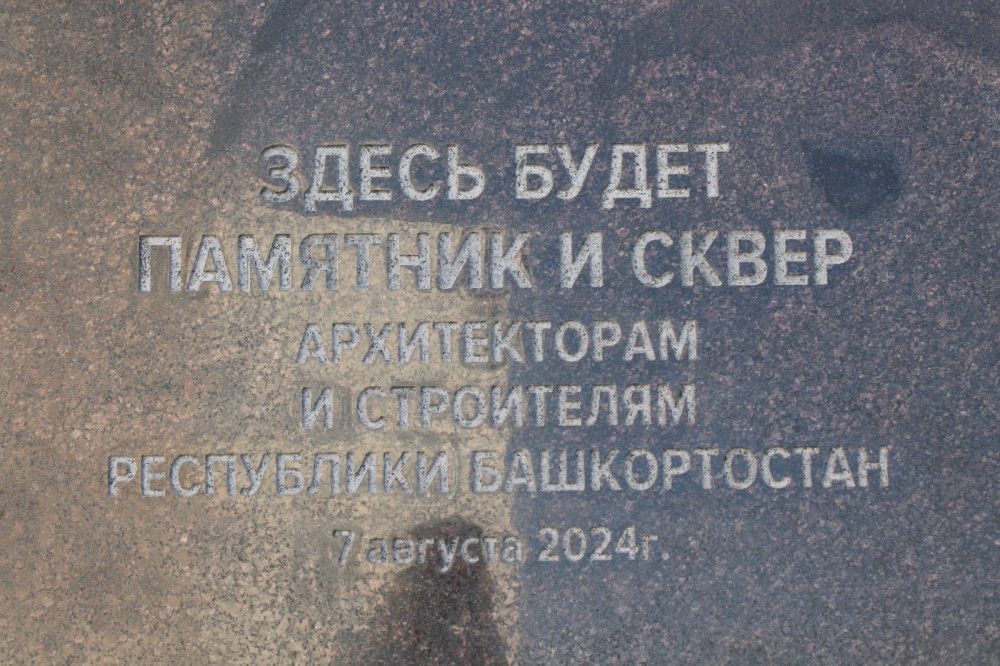 ЗДЕСЬ БУДЕТ
ПАМЯТНИК И СКВЕР
АРХИТЕКТОРАМ
И СТРОИТЕЛЯМ
РЕСПУБЛИКИ БАШКОРТОСТАН
7 августа 2024г.